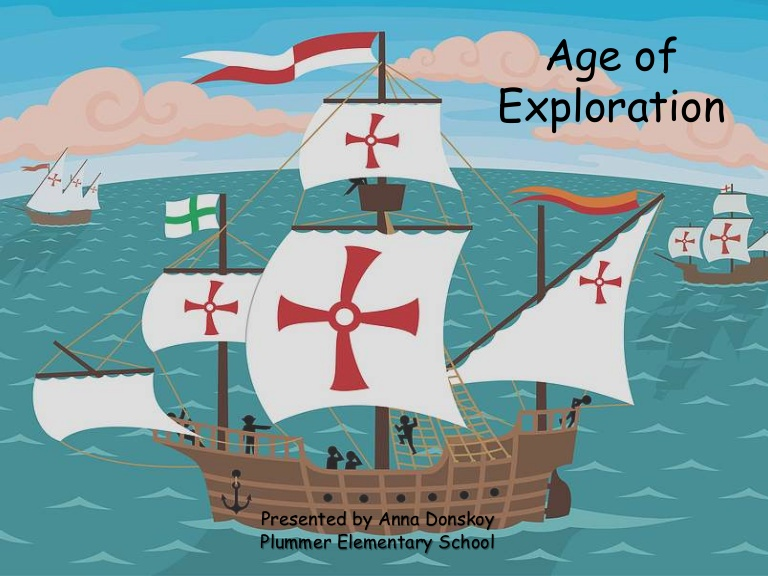 Age of
Exploration
Presented by Anna Donskoy
Plummer Elementary School